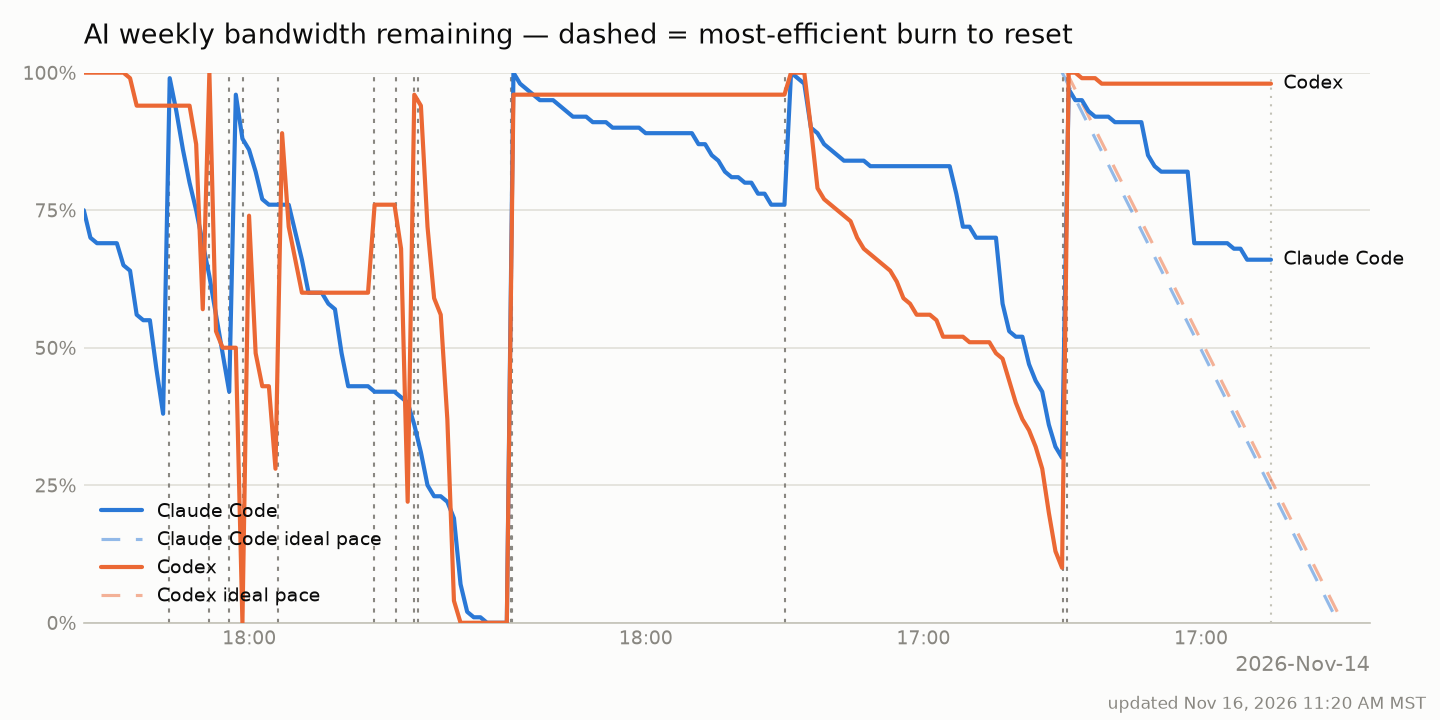 AI weekly bandwidth remaining — dashed = most-efficient burn to reset
100%
75%
50%
25%
0%
Codex
Claude Code
Claude Code
Claude Code ideal pace
Codex
Codex ideal pace
18:00 18:00 17:00 17:00
2026-Nov-14
updated Nov 16, 2026 11:20 AM MST